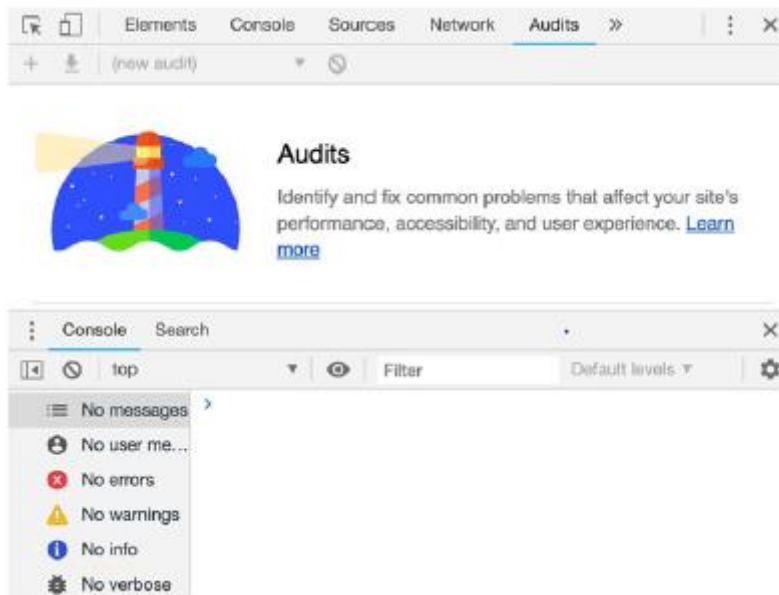 Elements Console Sources Network Audits »
(new audit)
Audits
Identify and fix common problems that affect your site's
performance, accessibility, and user experience. Learn
more
Console Search
top Filter Default levels
No messages
No user me...
No errors
No warnings
No info
No verbose